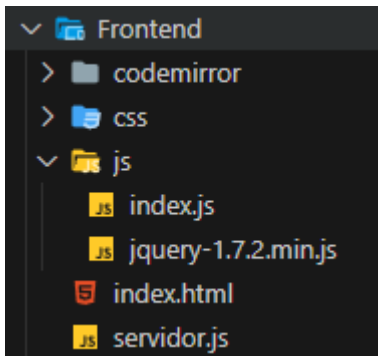 Frontend
codemirror
css
js
index.js
jquery-1.7.2.min.js
index.html
servidor.js